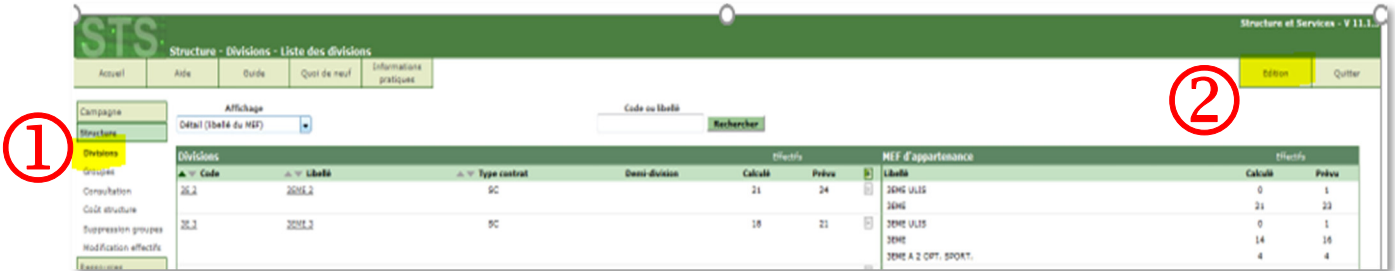 STS
Structure et Services - V 11.1.
Structure - Divisions - Liste des divisions
Accueil Aide Guide Quoi de neuf Informations pratiques Edition Quitter
1
2
Campagne
Structure
Divisions
Groupes
Consultation
Coût structure
Suppression groupes
Modification effectifs
Ressources
Affichage Code ou libellé
Détail (libellé du MEF) Rechercher
Divisions Effectifs MEF d'appartenance Effectifs
Code Libellé Type contrat Demi-division Calculé Prévu Libellé Calculé Prévu
3E 2 3EME 2 SC 21 24 3EME ULIS 0 1
3EME 21 23
3E 3 3EME 3 SC 18 21 3EME ULIS 0 1
3EME 14 16
3EME A 2 OPT. SPORT. 4 4